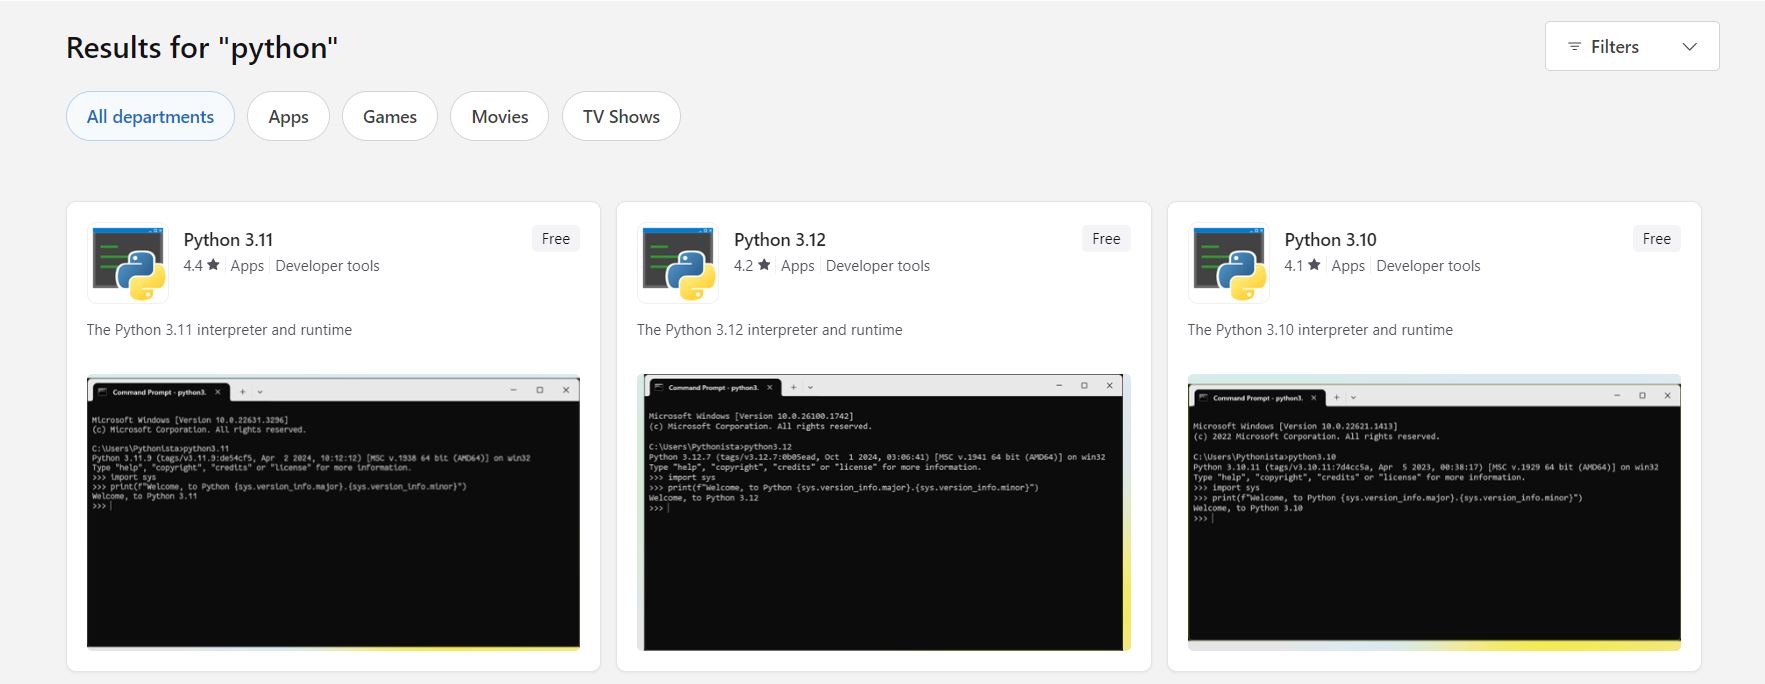 Results for "python"
Filters
All departments
Apps
Games
Movies
TV Shows
Python 3.11
Free
4.4 ★ Apps Developer tools
The Python 3.11 interpreter and runtime
Command Prompt - python3.
Microsoft Windows [Version 10.0.22631.3296]
(c) Microsoft Corporation. All rights reserved.
C:\Users\Pythonista>python3.11
Python 3.11.9 (tags/v3.11.9:de54cf5, Apr  2 2024, 10:12:12) [MSC v.1938 64 bit (AMD64)] on win32
Type "help", "copyright", "credits" or "license" for more information.
>>> import sys
>>> print(f"Welcome, to Python {sys.version_info.major}.{sys.version_info.minor}")
Welcome, to Python 3.11
>>>
Python 3.12
Free
4.2 ★ Apps Developer tools
The Python 3.12 interpreter and runtime
Command Prompt - python3.
Microsoft Windows [Version 10.0.26100.1742]
(c) Microsoft Corporation. All rights reserved.
C:\Users\Pythonista>python3.12
Python 3.12.7 (tags/v3.12.7:0b05ead, Oct  1 2024, 03:06:41) [MSC v.1941 64 bit (AMD64)] on win32
Type "help", "copyright", "credits" or "license" for more information.
>>> import sys
>>> print(f"Welcome, to Python {sys.version_info.major}.{sys.version_info.minor}")
Welcome, to Python 3.12
>>>
Python 3.10
Free
4.1 ★ Apps Developer tools
The Python 3.10 interpreter and runtime
Command Prompt - python3.
Microsoft Windows [Version 10.0.22621.1413]
(c) 2022 Microsoft Corporation. All rights reserved.
C:\Users\Pythonista>python3.10
Python 3.10.11 (tags/v3.10.11:7d4cc5a, Apr  5 2023, 00:38:17) [MSC v.1929 64 bit (AMD64)] on win32
Type "help", "copyright", "credits" or "license" for more information.
>>> import sys
>>> print(f"Welcome, to Python {sys.version_info.major}.{sys.version_info.minor}")
Welcome, to Python 3.10
>>>